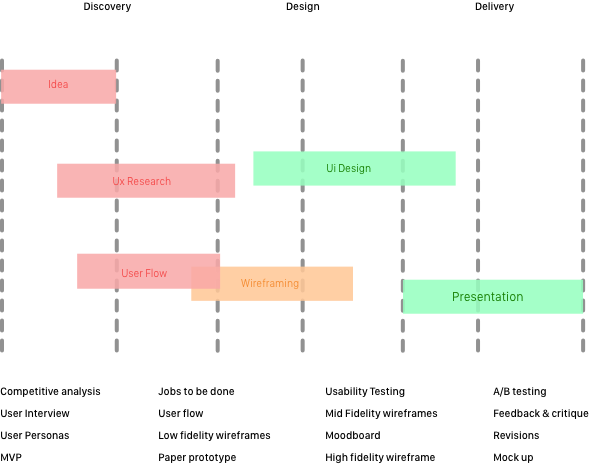 Discovery Design Delivery
Idea
Ux Research
Ui Design
User Flow
Wireframing
Presentation
Competitive analysis Jobs to be done Usability Testing A/B testing
User Interview User flow Mid Fidelity wireframes Feedback & critique
User Personas Low fidelity wireframes Moodboard Revisions
MVP Paper prototype High fidelity wireframe Mock up